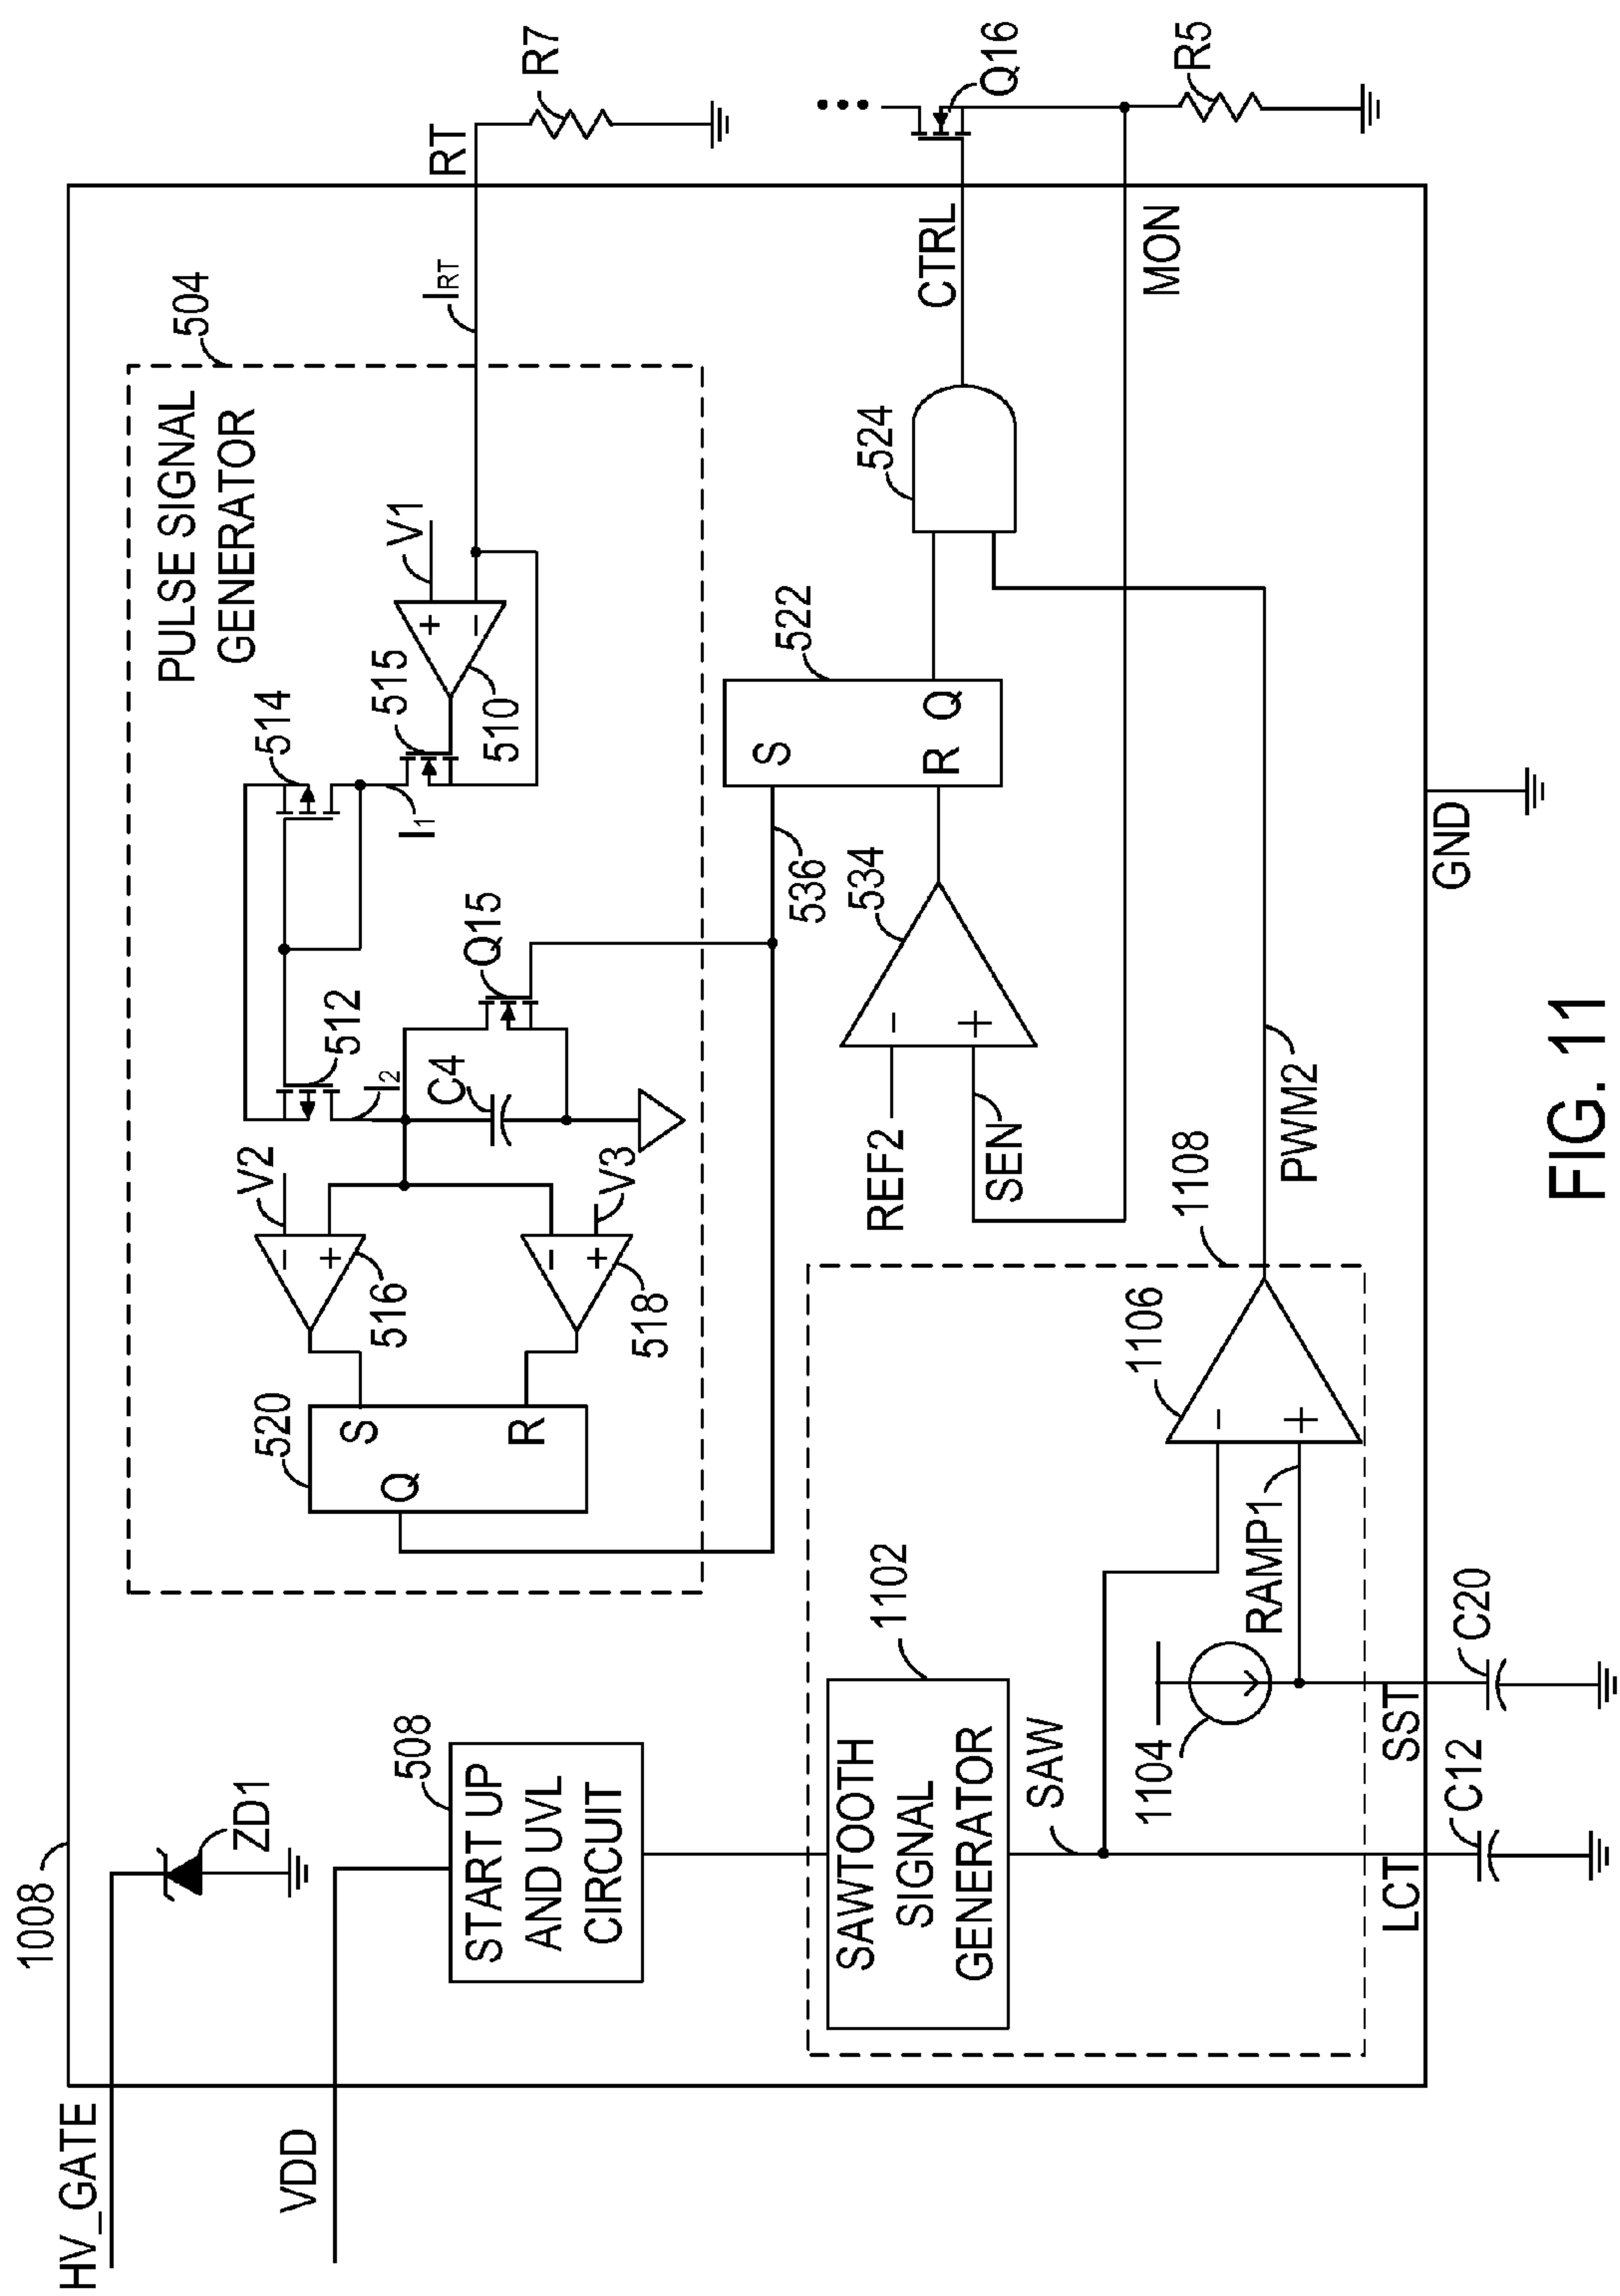 1008
HV_GATE
ZD1
VDD
508
START UP
AND UVL
CIRCUIT
504
PULSE SIGNAL
GENERATOR
520
S
Q
R
V2
−
+
516
−
+
V3
518
512
I2
C4
Q15
514
I1
515
510
V1
+
−
IRT
RT
R7
536
S
R
Q
522
REF2
−
+
SEN
534
524
CTRL
Q16
MON
R5
1102
SAWTOOTH
SIGNAL
GENERATOR
SAW
1104
RAMP1
−
+
1106
1108
PWM2
LCT
C12
SST
C20
GND
FIG. 11